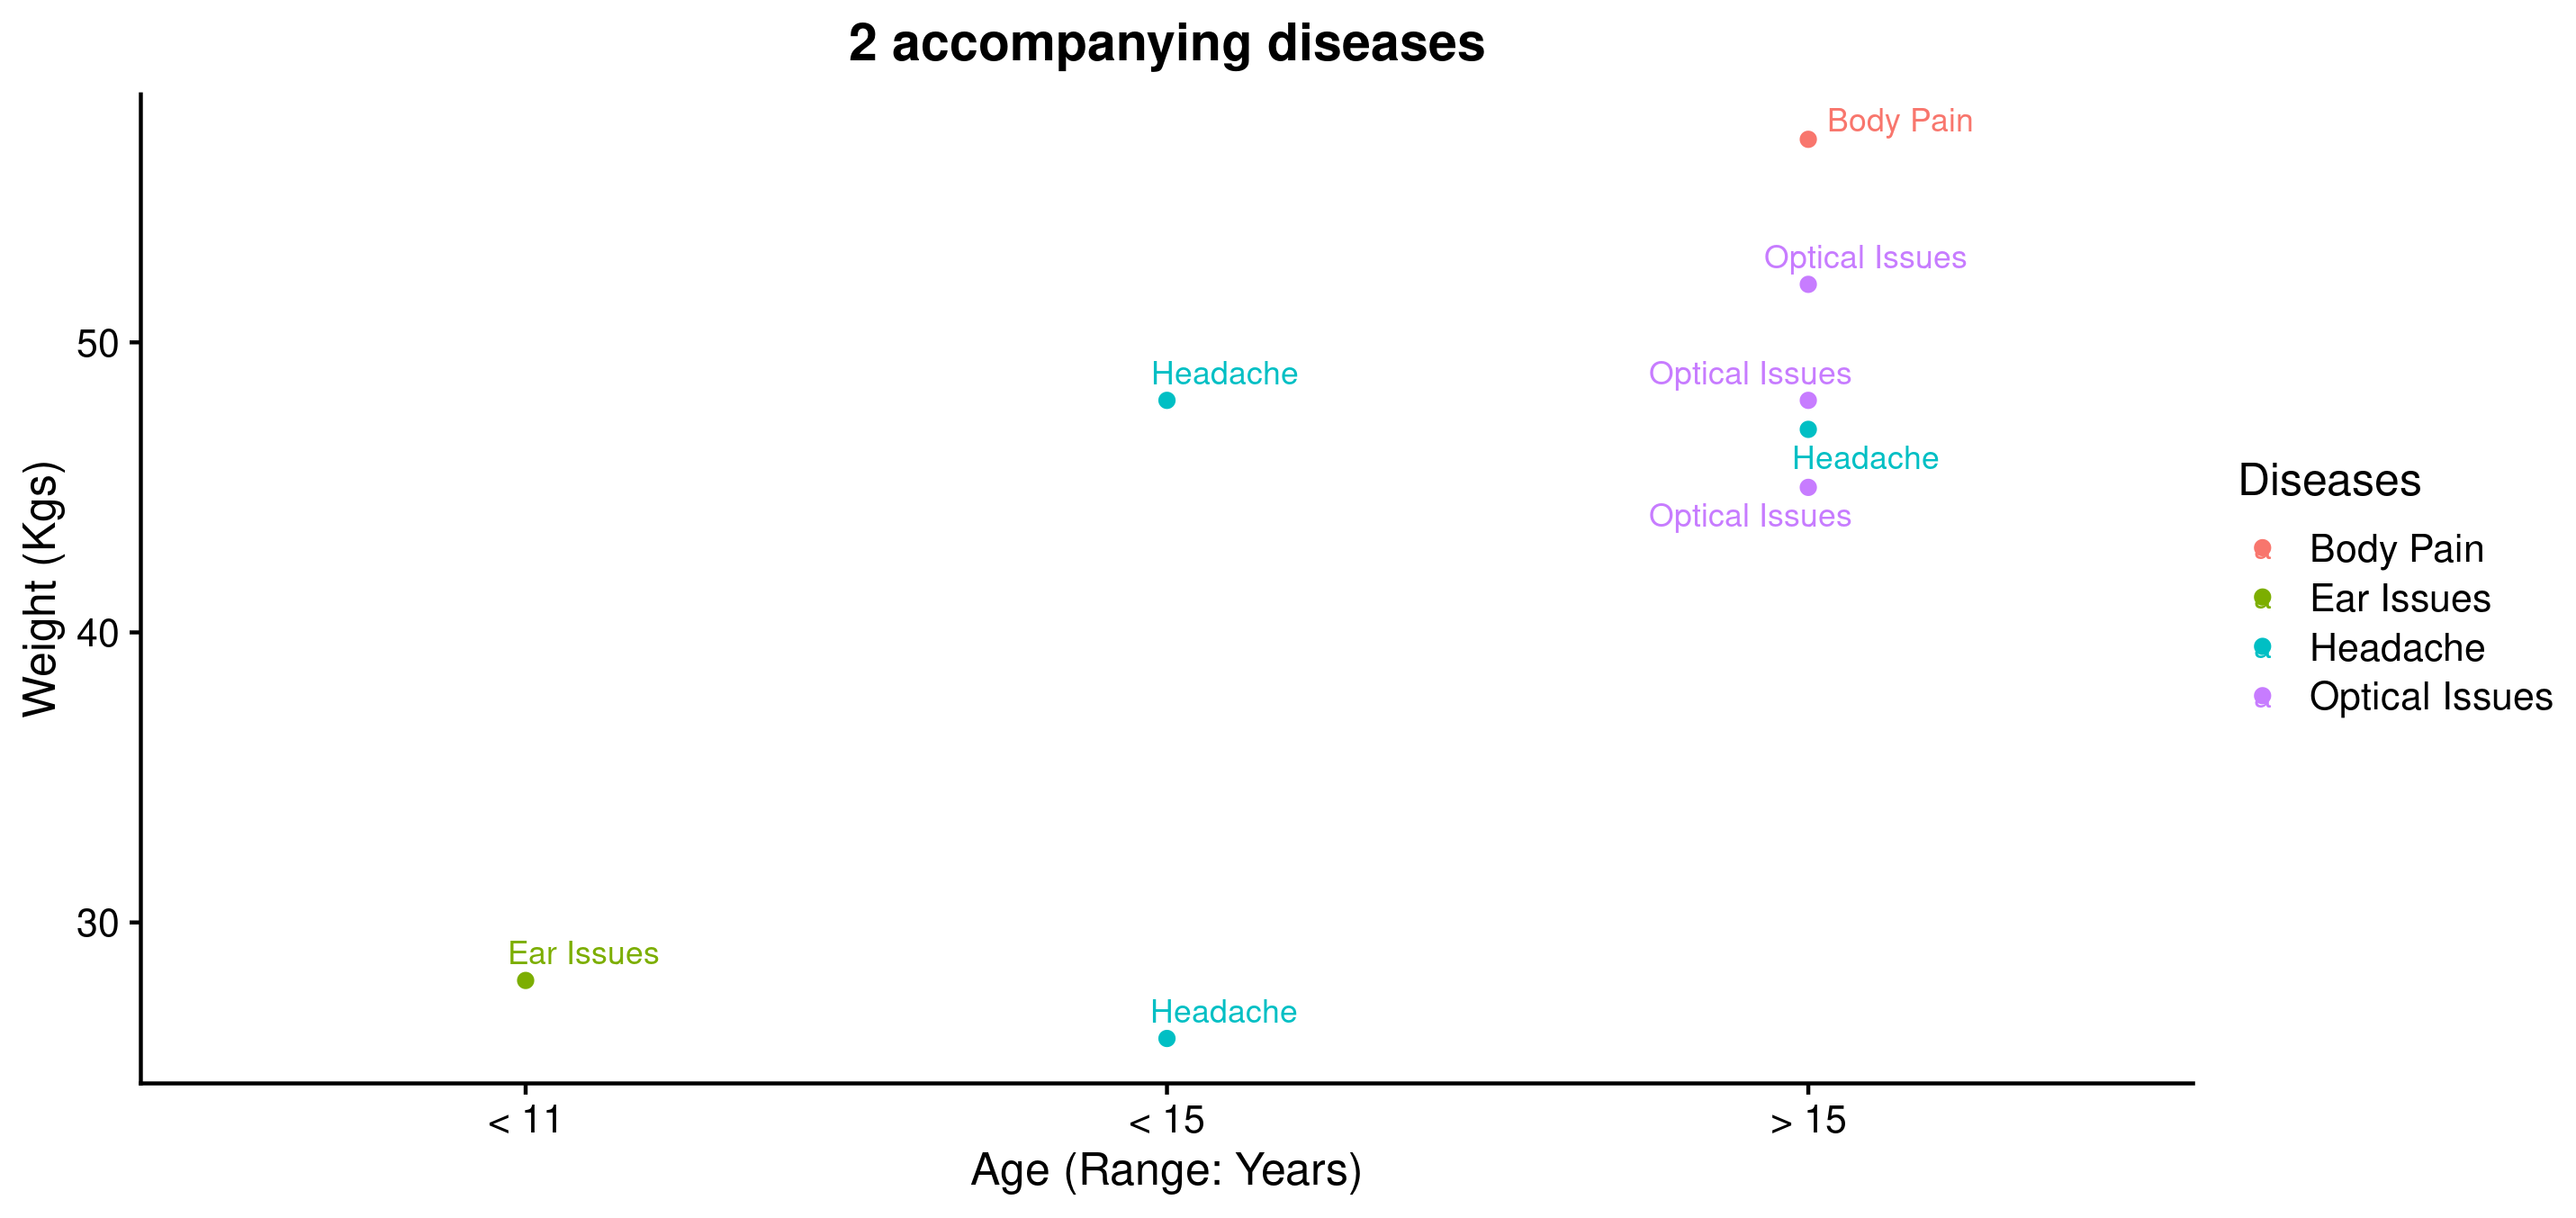 2 accompanying diseases
Body Pain
Optical Issues
50
Headache
Optical Issues
Headache
Optical Issues
Weight (Kgs)
40
30
Ear Issues
Headache
< 11
< 15
> 15
Age (Range: Years)
Diseases
a Body Pain
a Ear Issues
a Headache
a Optical Issues